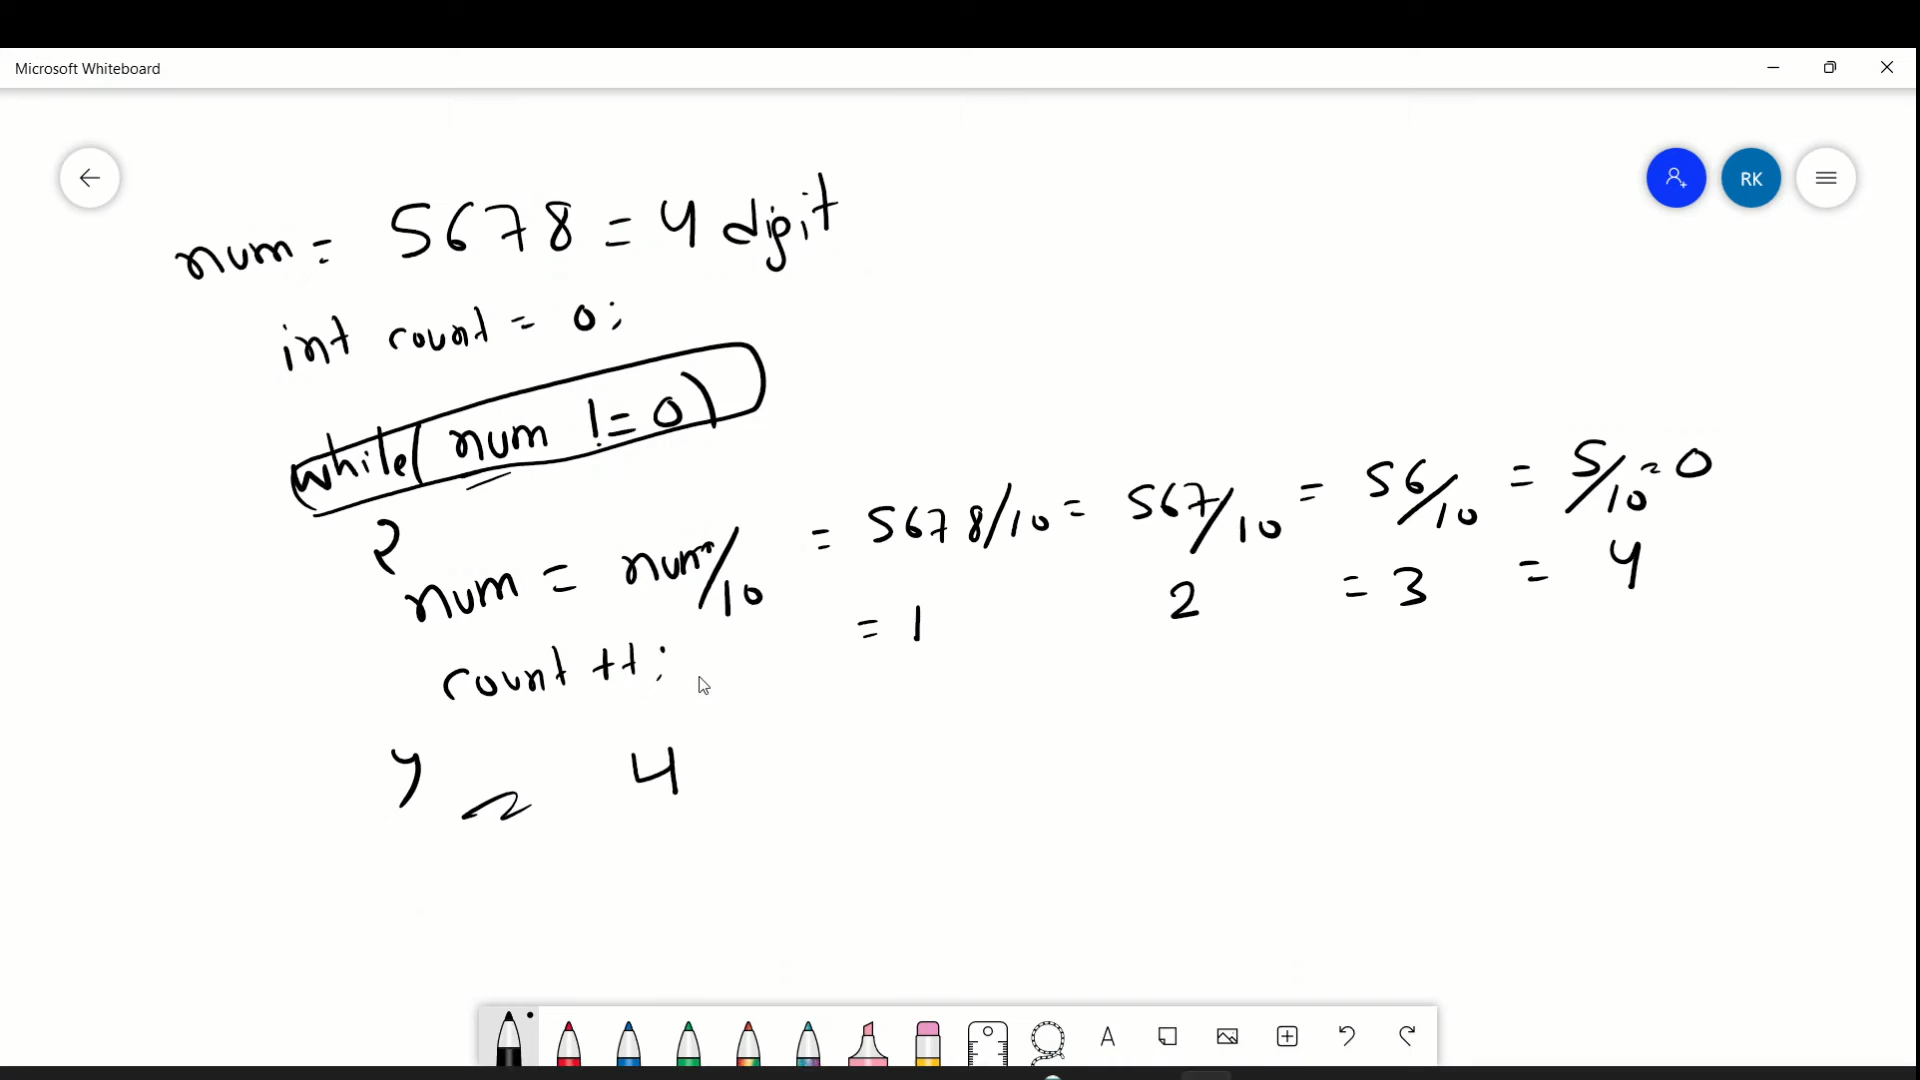 Microsoft Whiteboard
RK
num = 5678 = 4 digit
int count = 0;
while( num != 0)
{
num = num/10 = 5678/10 = 567/10 = 56/10 = 5/10 = 0
= 1 2 = 3 = 4
count ++;
} 4
A